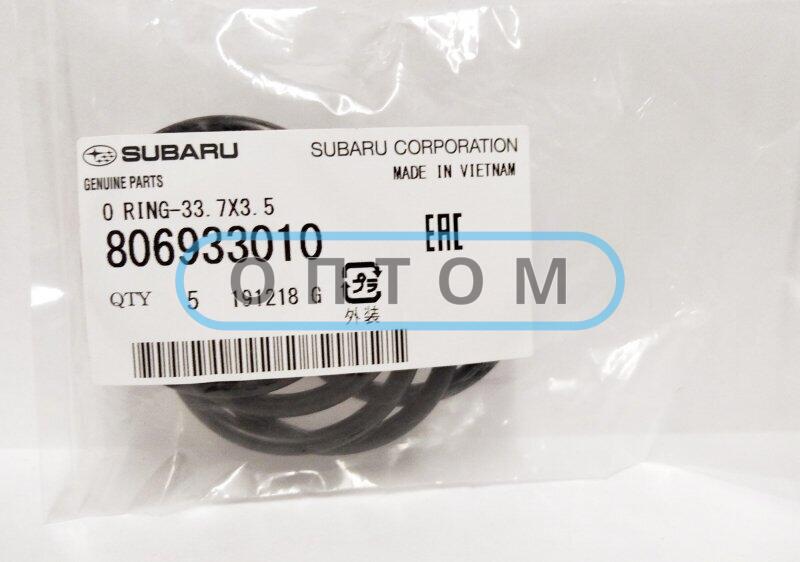 SUBARU
SUBARU CORPORATION
GENUINE PARTS
MADE IN VIETNAM
O RING-33.7X3.5
806933010
EAC
ОПТОМ
QTY 5 191218 G
プラ
外装